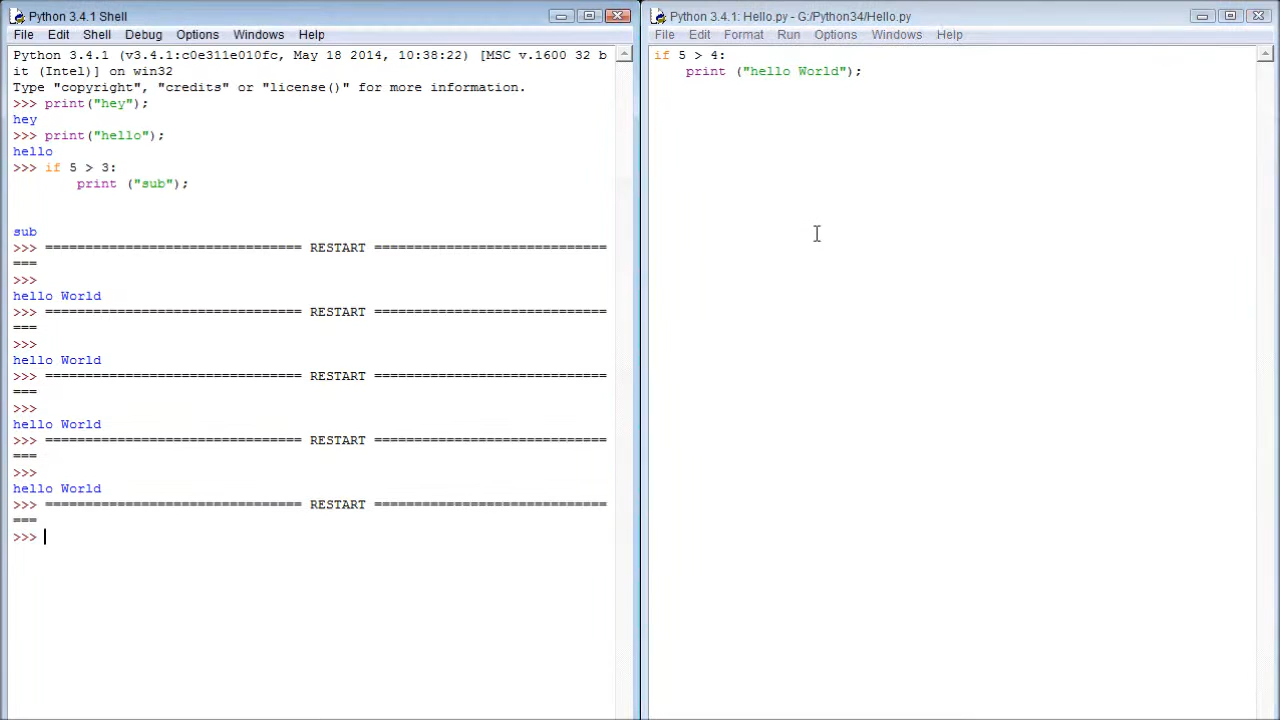 Python 3.4.1 Shell
File Edit Shell Debug Options Windows Help
Python 3.4.1 (v3.4.1:c0e311e010fc, May 18 2014, 10:38:22) [MSC v.1600 32 b
it (Intel)] on win32
Type "copyright", "credits" or "license()" for more information.
>>> print("hey");
hey
>>> print("hello");
hello
>>> if 5 > 3:
        print ("sub");
sub
>>> ================================ RESTART =============================
===
>>>
hello World
>>> ================================ RESTART =============================
===
>>>
hello World
>>> ================================ RESTART =============================
===
>>>
hello World
>>> ================================ RESTART =============================
===
>>>
hello World
>>> ================================ RESTART =============================
===
>>>
Python 3.4.1: Hello.py - G:/Python34/Hello.py
File Edit Format Run Options Windows Help
if 5 > 4:
    print ("hello World");